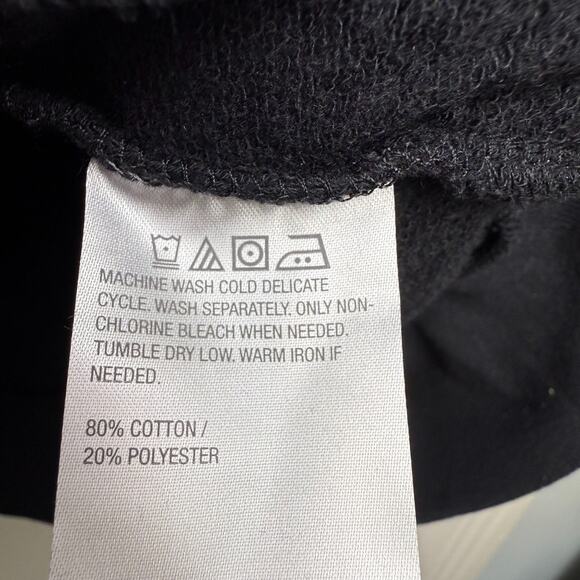 MACHINE WASH COLD DELICATE
CYCLE. WASH SEPARATELY. ONLY NON-
CHLORINE BLEACH WHEN NEEDED.
TUMBLE DRY LOW. WARM IRON IF
NEEDED.
80% COTTON /
20% POLYESTER